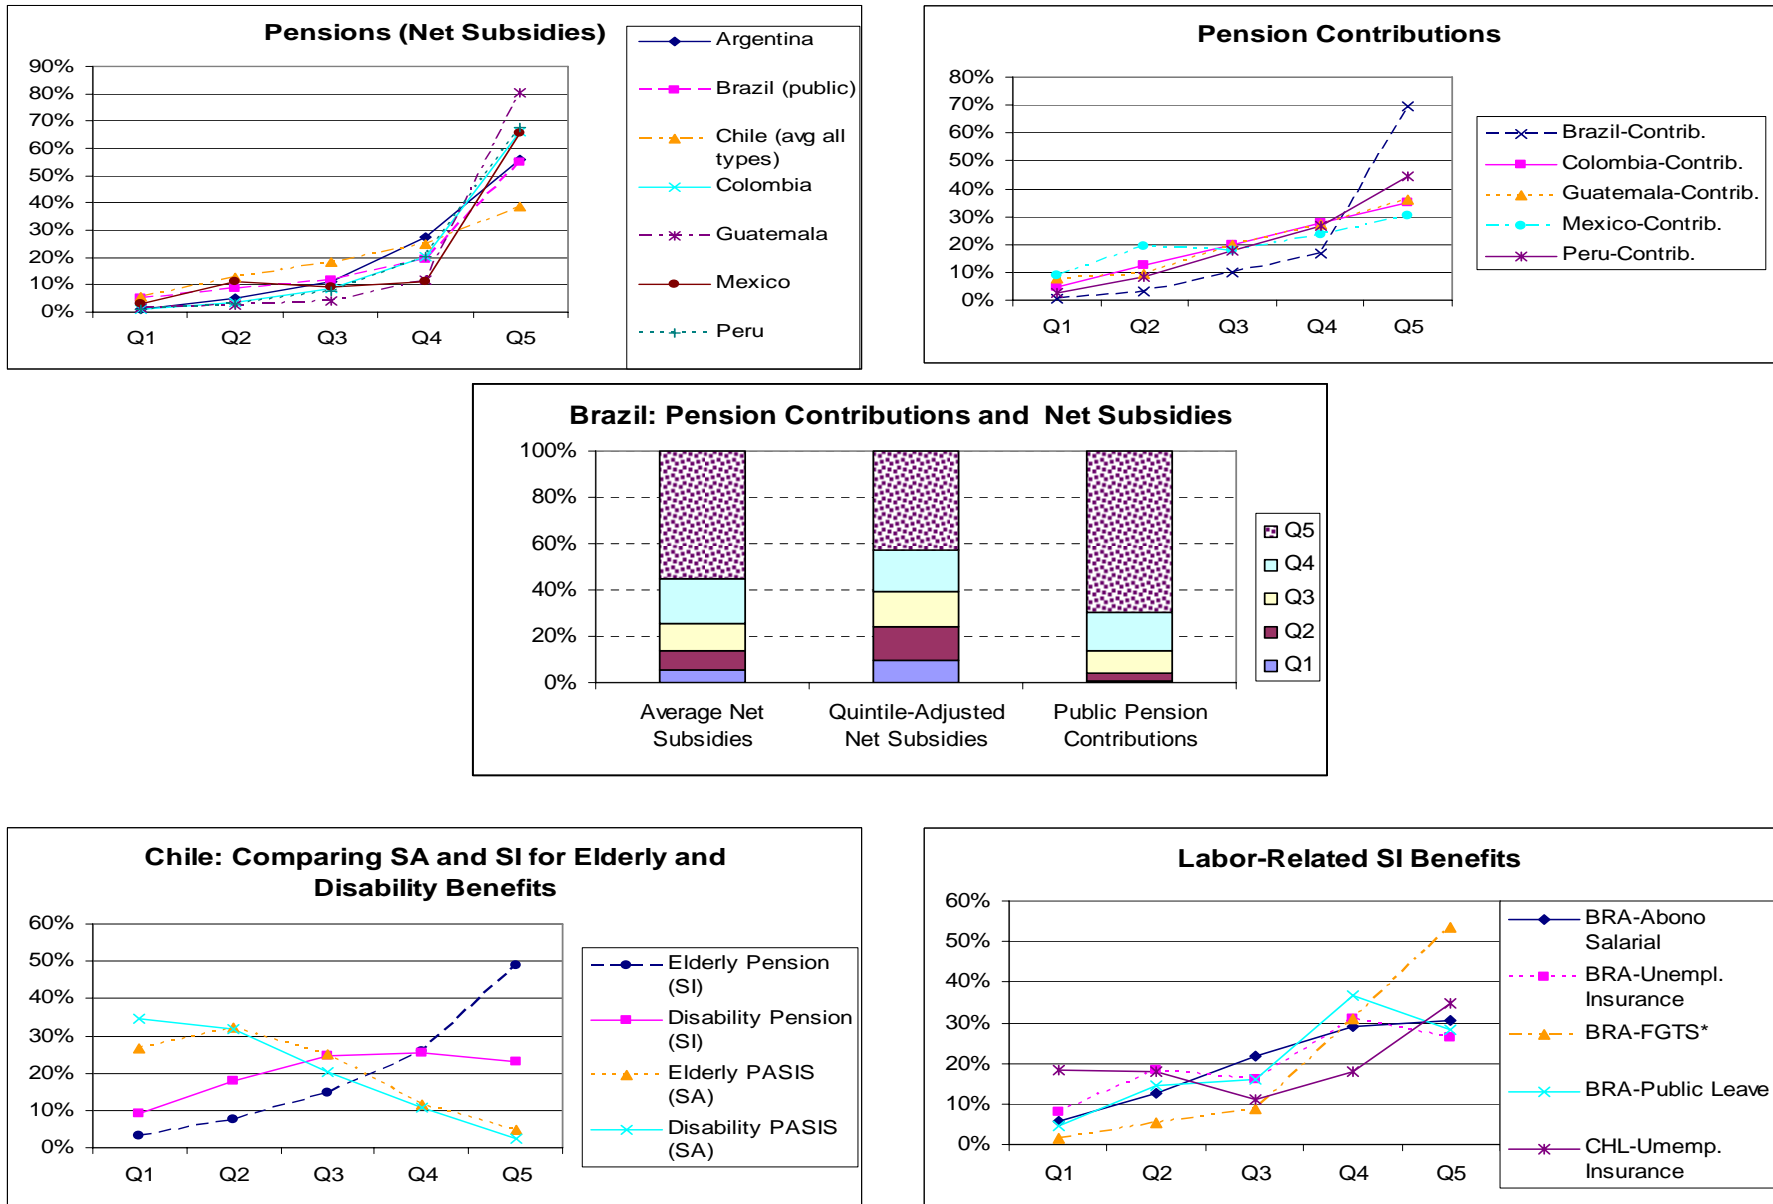 Pensions (Net Subsidies)
90%
80%
70%
60%
50%
40%
30%
20%
10%
0%
Q1 Q2 Q3 Q4 Q5
Argentina
Brazil (public)
Chile (avg all
types)
Colombia
Guatemala
Mexico
Peru
Pension Contributions
80%
70%
60%
50%
40%
30%
20%
10%
0%
Q1 Q2 Q3 Q4 Q5
Brazil-Contrib.
Colombia-Contrib.
Guatemala-Contrib.
Mexico-Contrib.
Peru-Contrib.
Brazil: Pension Contributions and Net Subsidies
100%
80%
60%
40%
20%
0%
Average Net
Subsidies
Quintile-Adjusted
Net Subsidies
Public Pension
Contributions
Q5
Q4
Q3
Q2
Q1
Chile: Comparing SA and SI for Elderly and
Disability Benefits
60%
50%
40%
30%
20%
10%
0%
Q1 Q2 Q3 Q4 Q5
Elderly Pension
(SI)
Disability Pension
(SI)
Elderly PASIS
(SA)
Disability PASIS
(SA)
Labor-Related SI Benefits
60%
50%
40%
30%
20%
10%
0%
Q1 Q2 Q3 Q4 Q5
BRA-Abono
Salarial
BRA-Unempl.
Insurance
BRA-FGTS*
BRA-Public Leave
CHL-Umemp.
Insurance